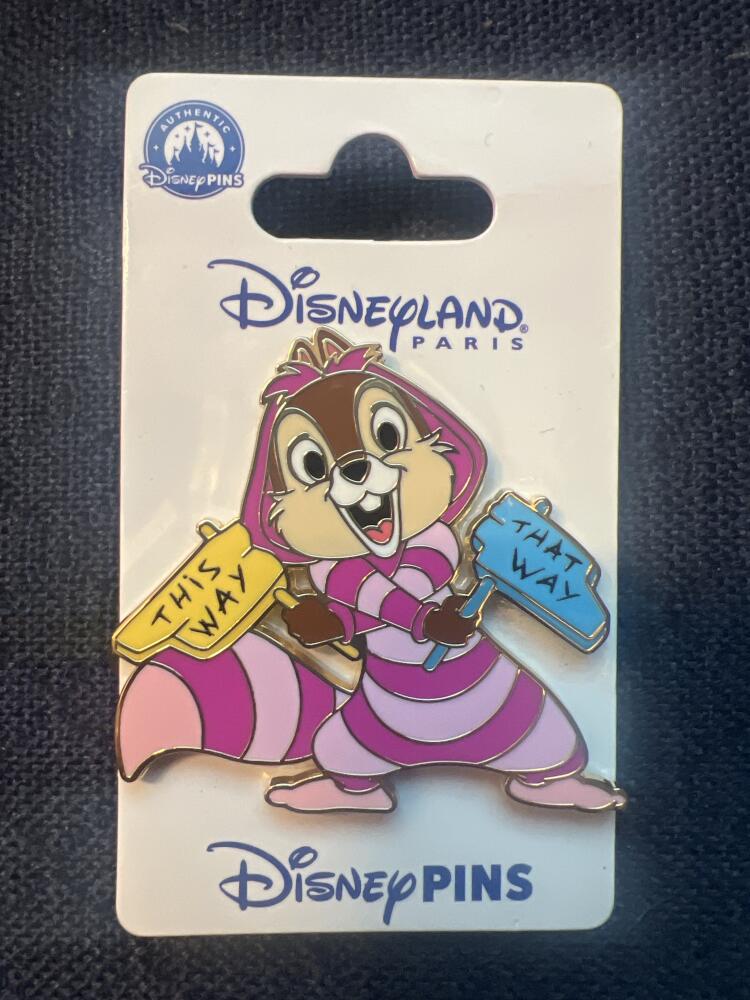 AUTHENTIC
DISNEY PINS
DISNEYLAND®
PARIS
THiS
WAY
THAT
WAY
DISNEY PINS